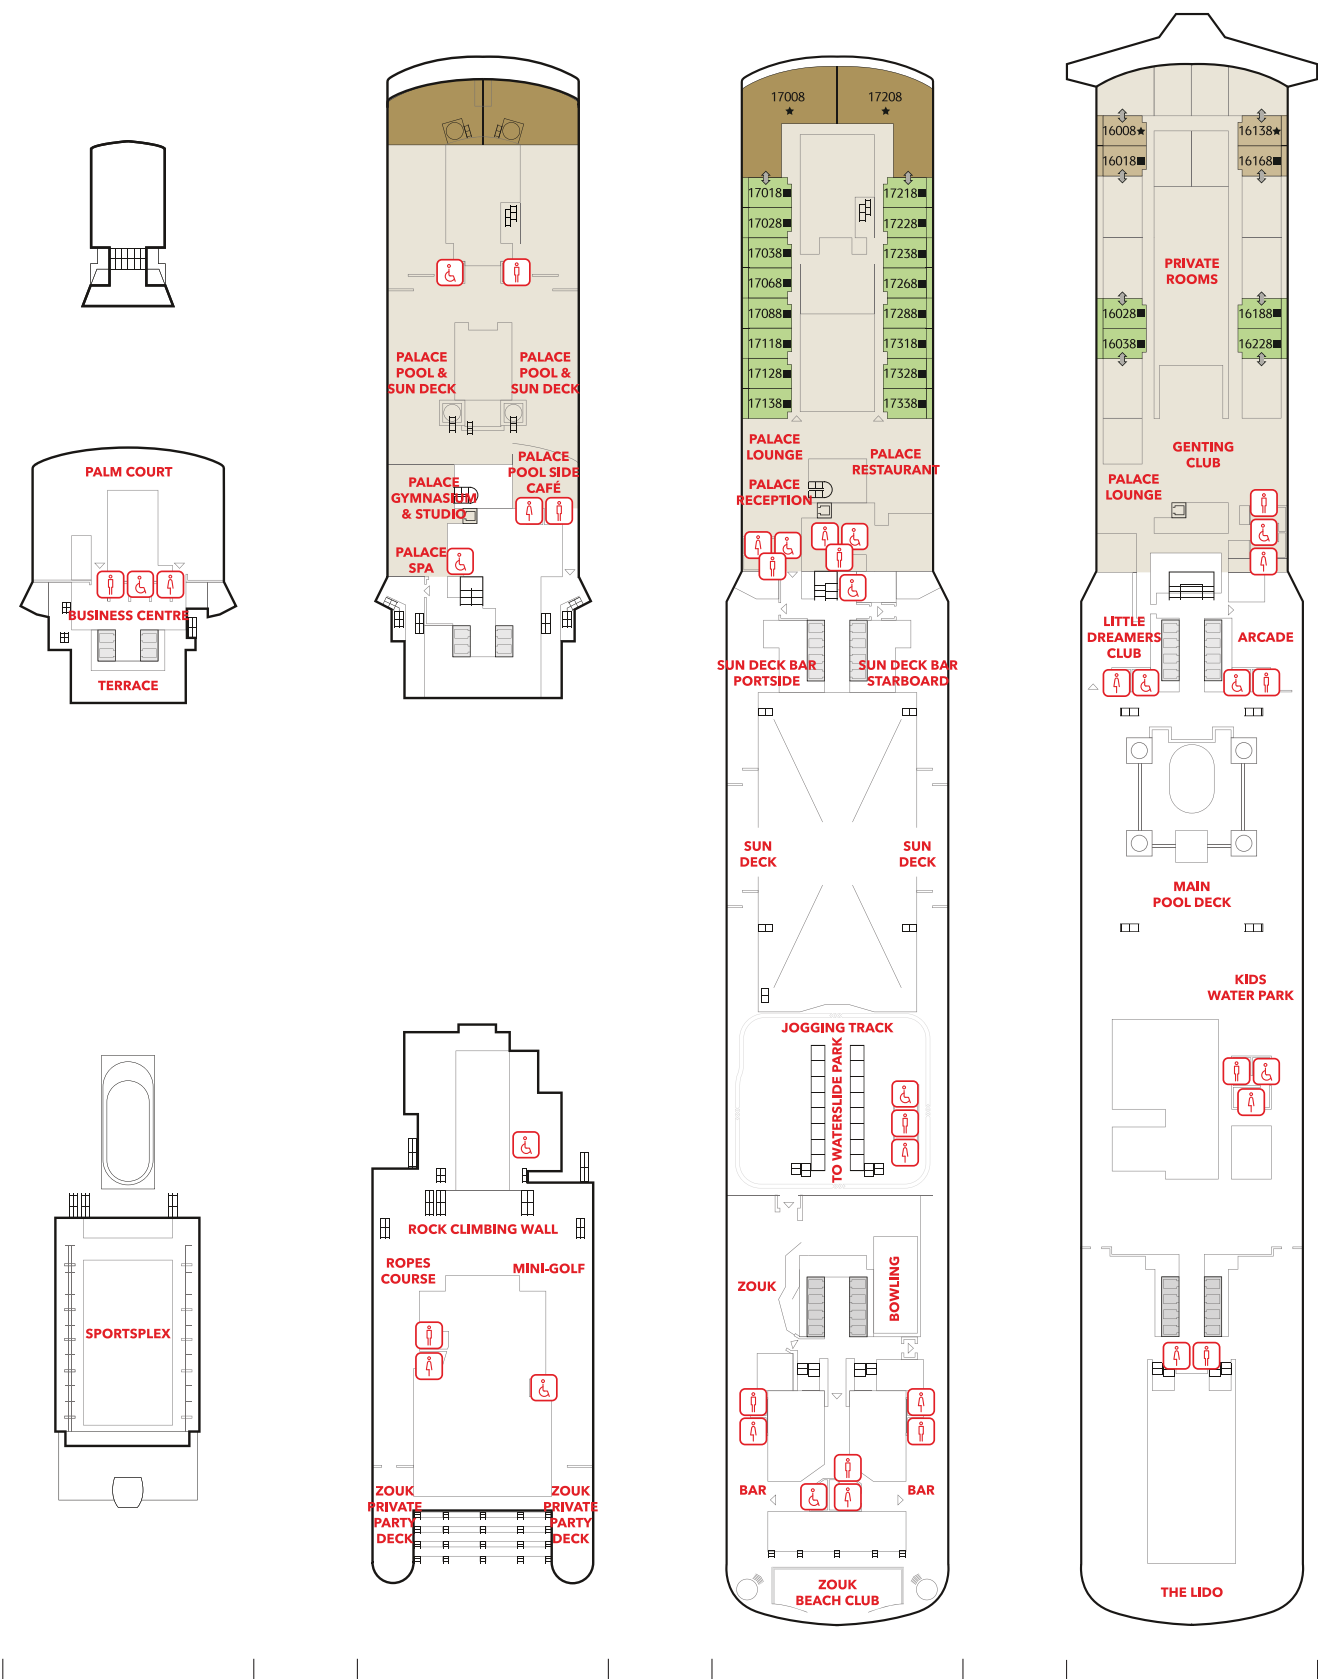 PALM COURT
BUSINESS CENTRE
TERRACE
SPORTSPLEX
PALACE
POOL &
SUN DECK
PALACE
POOL &
SUN DECK
PALACE
POOL SIDE
CAFÉ
PALACE
GYMNASIUM
& STUDIO
PALACE
SPA
ROCK CLIMBING WALL
ROPES
COURSE
MINI-GOLF
ZOUK
PRIVATE
PARTY
DECK
ZOUK
PRIVATE
PARTY
DECK
17008
17208
17018
17218
17028
17228
17038
17238
17068
17268
17088
17288
17118
17318
17128
17328
17138
17338
PALACE
LOUNGE
PALACE
RESTAURANT
PALACE
RECEPTION
SUN DECK BAR
PORTSIDE
SUN DECK BAR
STARBOARD
SUN
DECK
SUN
DECK
JOGGING TRACK
TO WATERSLIDE PARK
ZOUK
BOWLING
BAR
BAR
ZOUK
BEACH CLUB
16008
16138
16018
16168
PRIVATE
ROOMS
16028
16188
16038
16228
GENTING
CLUB
PALACE
LOUNGE
LITTLE
DREAMERS
CLUB
ARCADE
MAIN
POOL DECK
KIDS
WATER PARK
THE LIDO